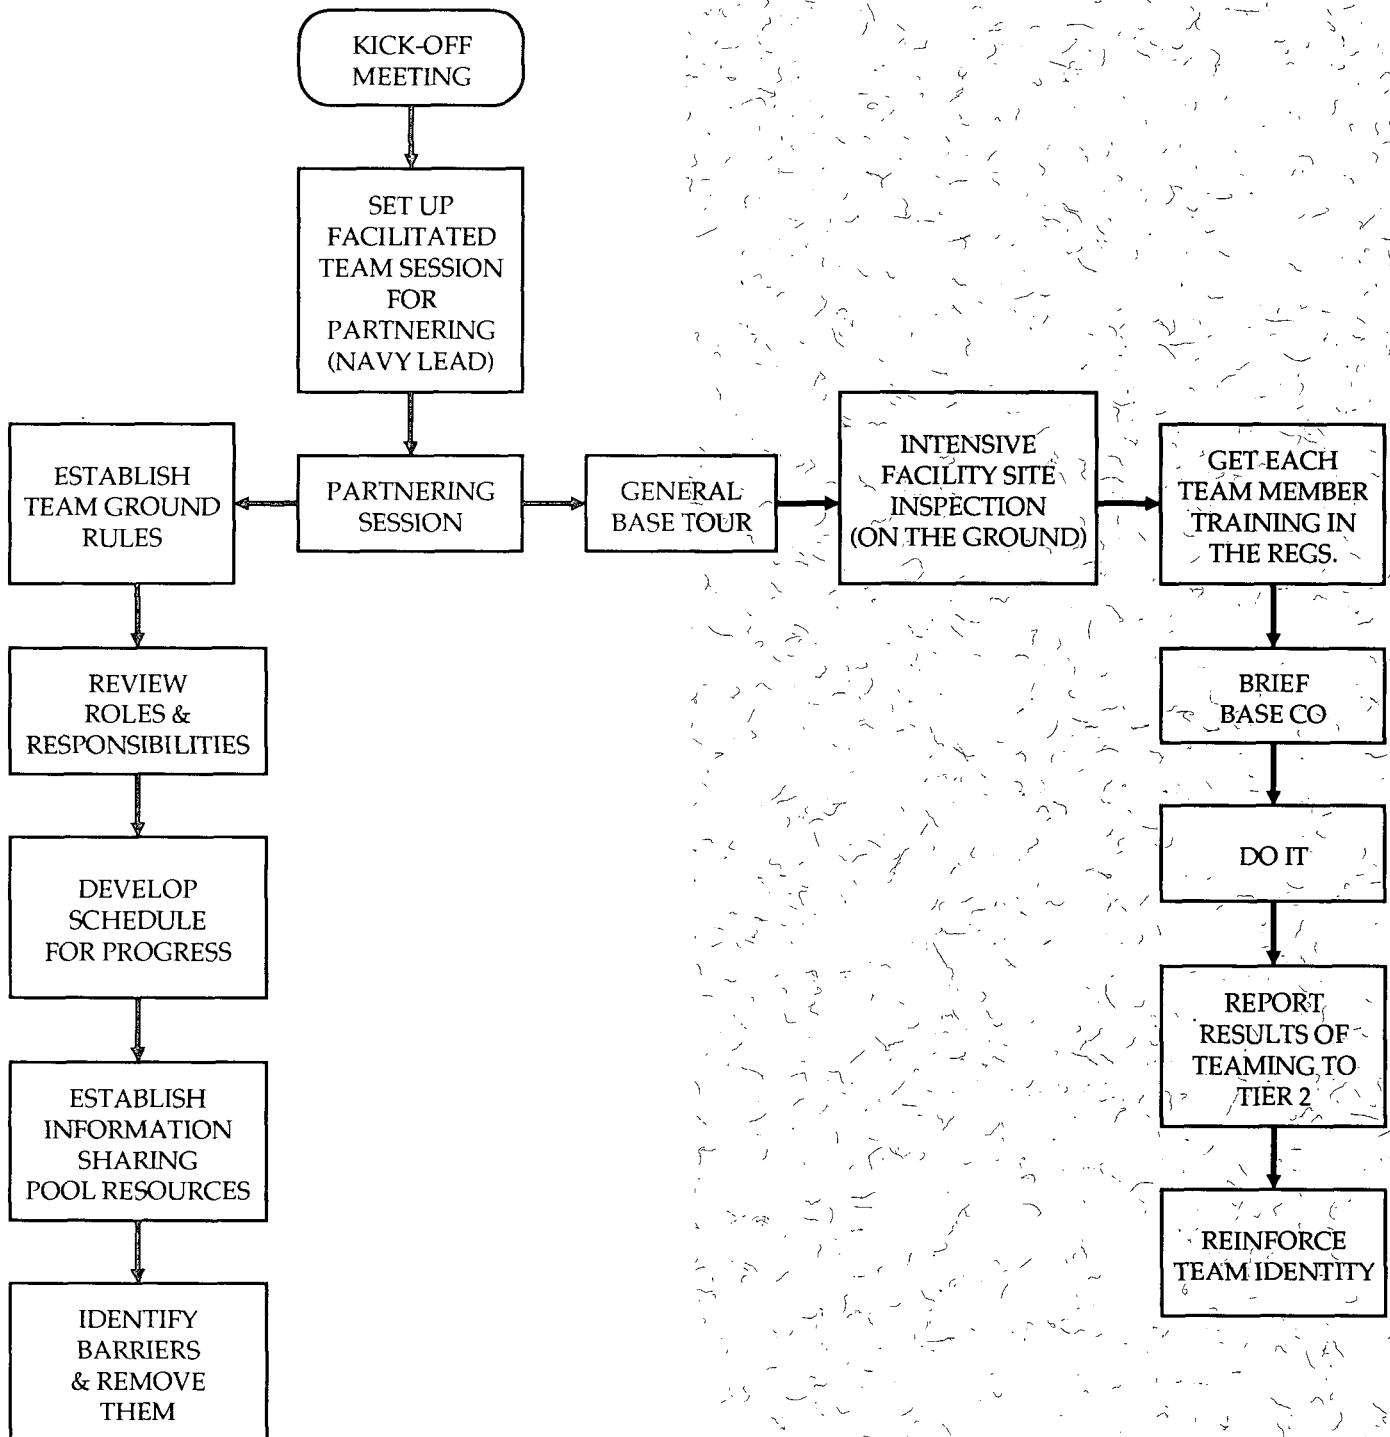 KICK-OFF
MEETING
SET UP
FACILITATED
TEAM SESSION
FOR
PARTNERING
(NAVY LEAD)
ESTABLISH
TEAM GROUND
RULES
PARTNERING
SESSION
GENERAL
BASE TOUR
INTENSIVE
FACILITY SITE
INSPECTION
(ON THE GROUND)
GET EACH
TEAM MEMBER
TRAINING IN
THE REGS.
REVIEW
ROLES &
RESPONSIBILITIES
BRIEF
BASE CO
DEVELOP
SCHEDULE
FOR PROGRESS
DO IT
ESTABLISH
INFORMATION
SHARING
POOL RESOURCES
REPORT
RESULTS OF
TEAMING TO
TIER 2
IDENTIFY
BARRIERS
& REMOVE
THEM
REINFORCE
TEAM IDENTITY